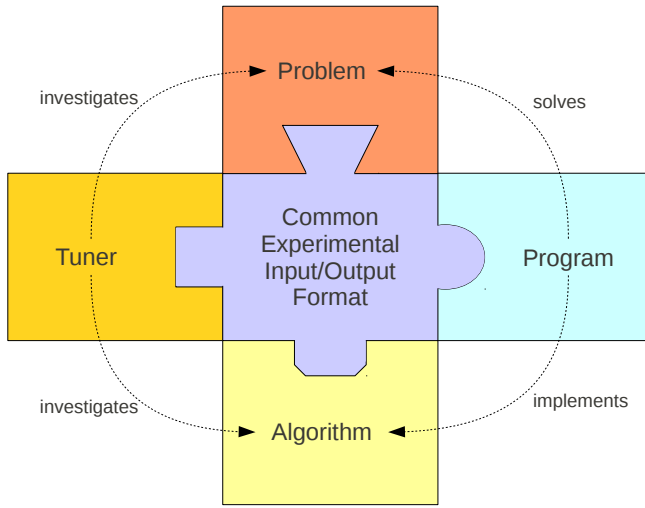 Problem
investigates
solves
Common
Experimental
Input/Output
Format
Tuner
Program
investigates
implements
Algorithm